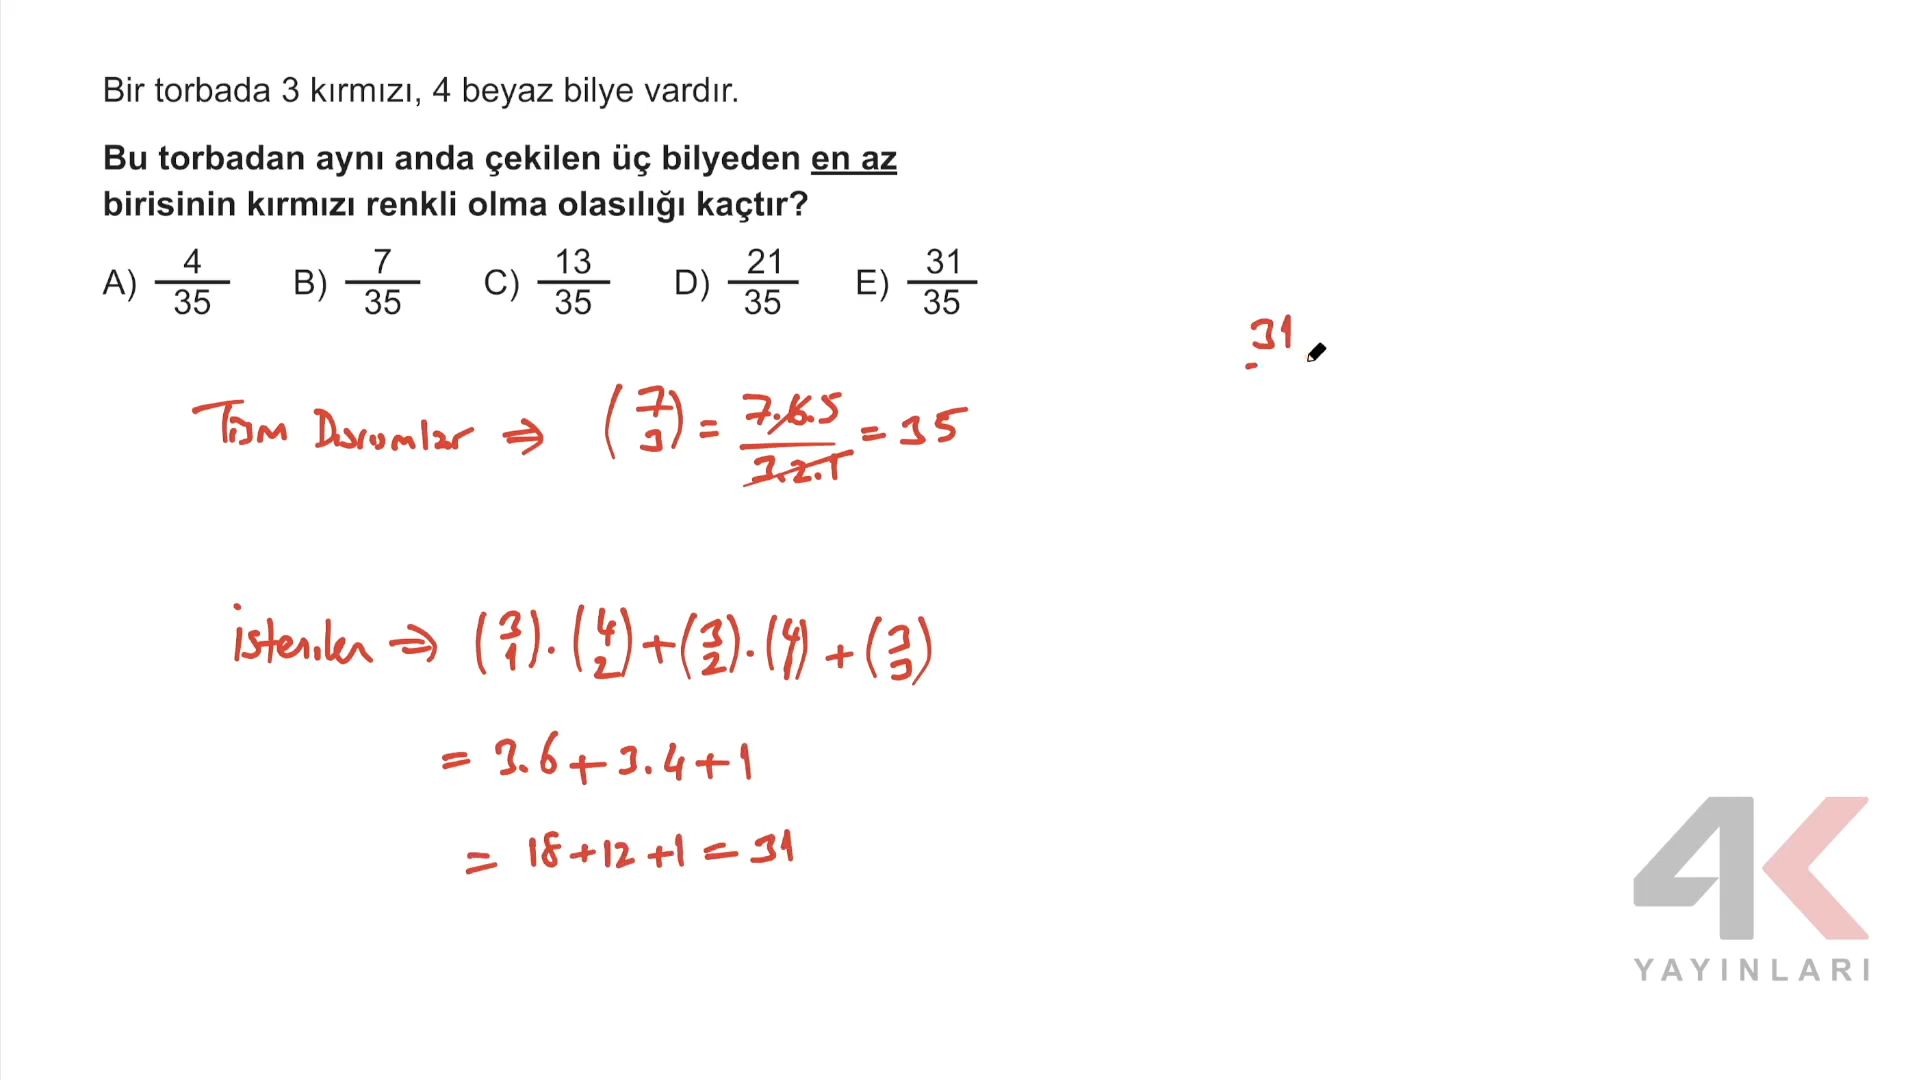 Bir torbada 3 kırmızı, 4 beyaz bilye vardır.
Bu torbadan aynı anda çekilen üç bilyeden en az
birisinin kırmızı renkli olma olasılığı kaçtır?
A) 4/35 B) 7/35 C) 13/35 D) 21/35 E) 31/35
31
Tüm Durumlar ⇒ (7 3) = 7.6.5/3.2.1 = 35
istenilen ⇒ (3 1) . (4 2) + (3 2) . (4 1) + (3 3)
= 3.6 + 3.4 + 1
= 18 + 12 + 1 = 31
4K
YAYINLARI